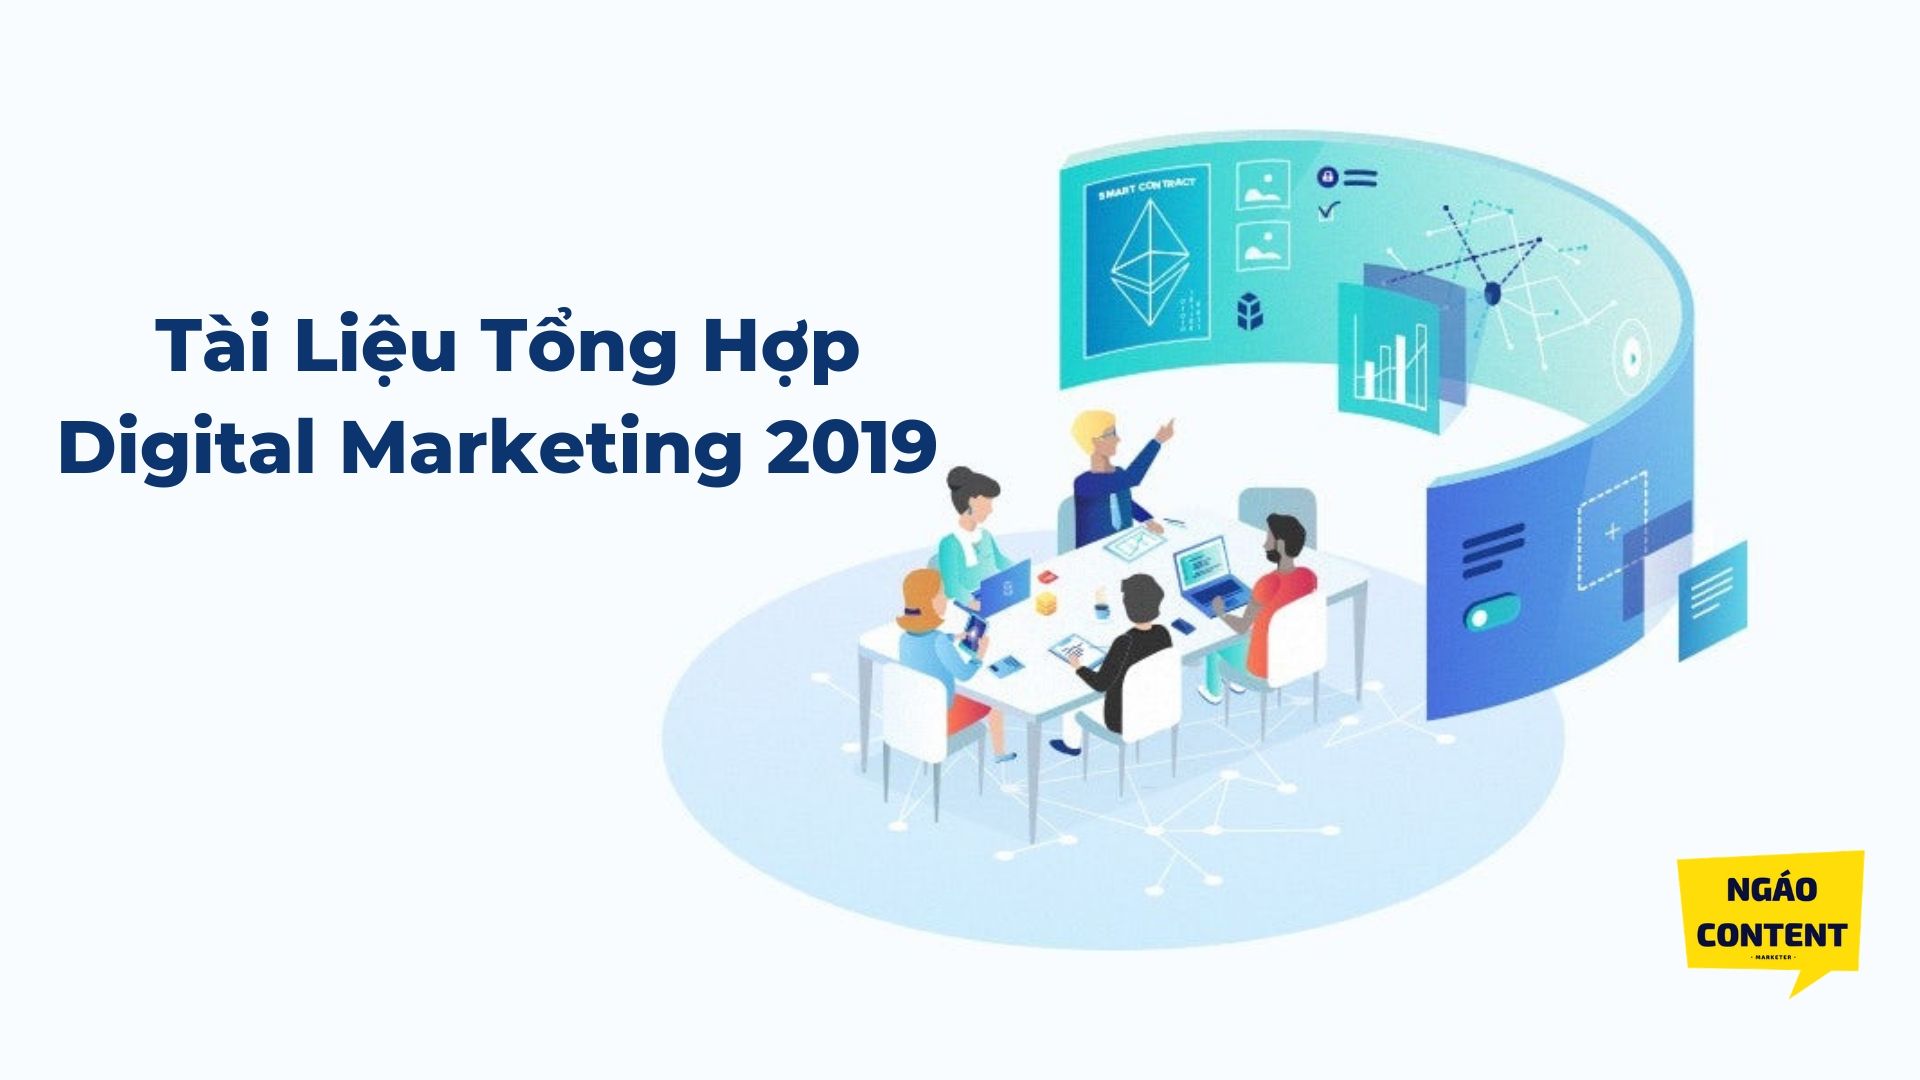 Tài Liệu Tổng Hợp
Digital Marketing 2019
SMART CONTRACT
NGÁO
CONTENT
· MARKETER ·